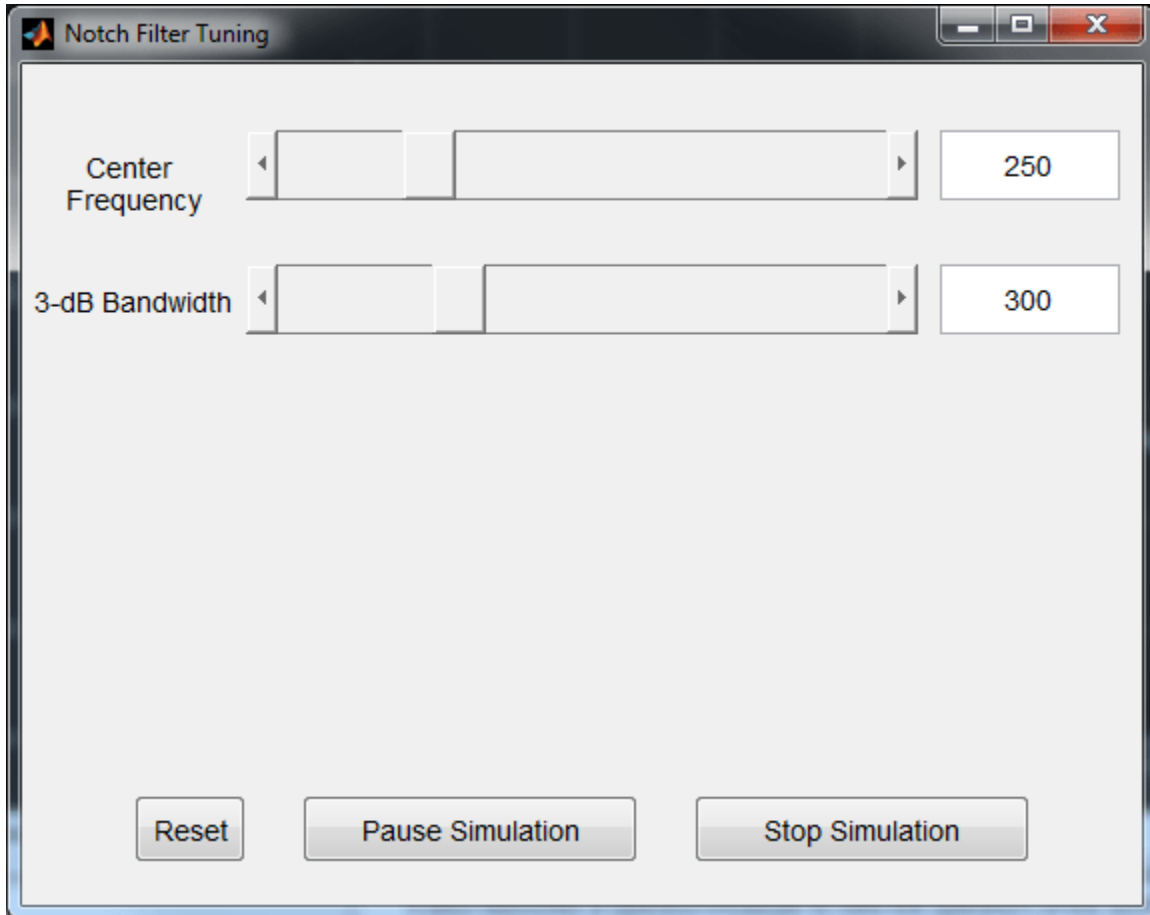 Notch Filter Tuning
Center
Frequency
250
3-dB Bandwidth
300
Reset
Pause Simulation
Stop Simulation